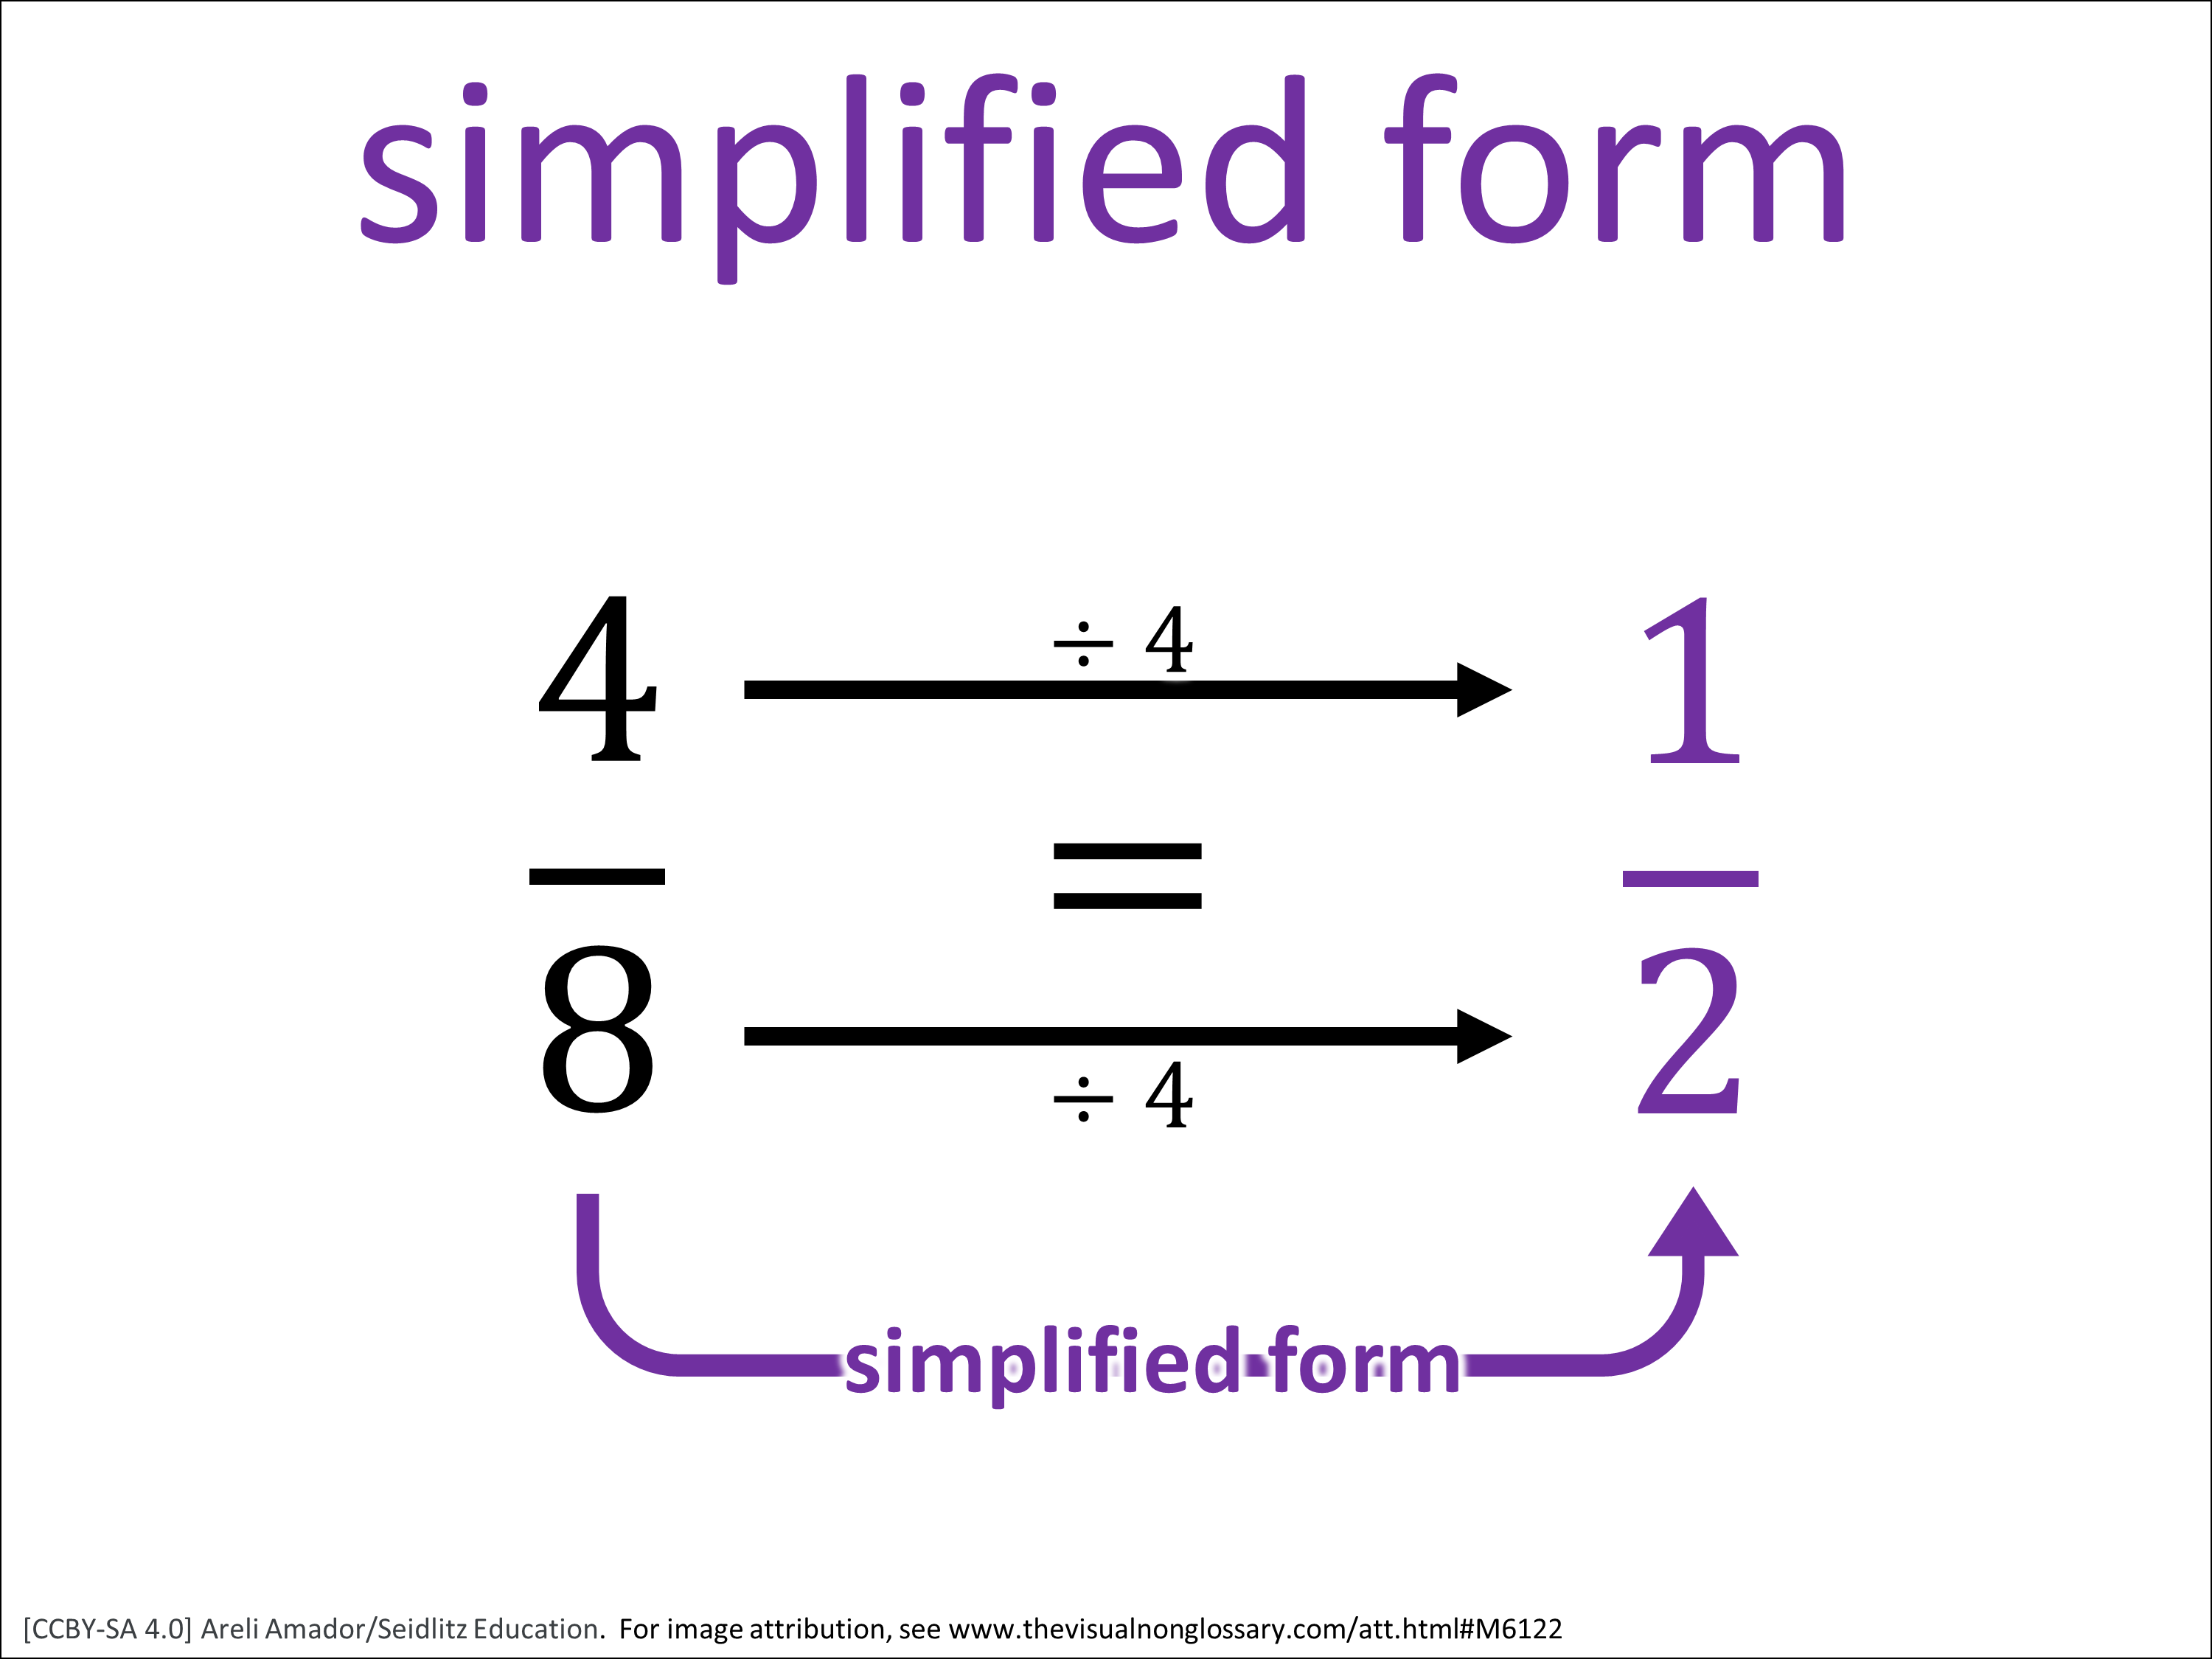 simplified form
÷ 4
4 1
=
8 2
÷ 4
simplified form
[CCBY-SA 4.0] Areli Amador/Seidlitz Education. For image attribution, see www.thevisualnonglossary.com/att.html#M6122